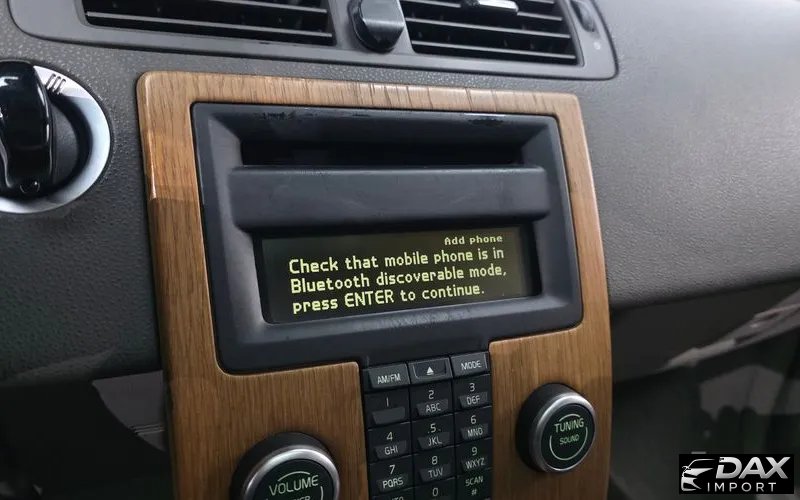 Add phone
Check that mobile phone is in
Bluetooth discoverable mode,
press ENTER to continue.
AM/FM
MODE
1
2
ABC
3
DEF
4
GHI
.5.
JKL
6
MNO
7
PQRS
8
TUV
9
WXYZ
0
SCAN
#
VOLUME
TUNING
SOUND
DAX
IMPORT